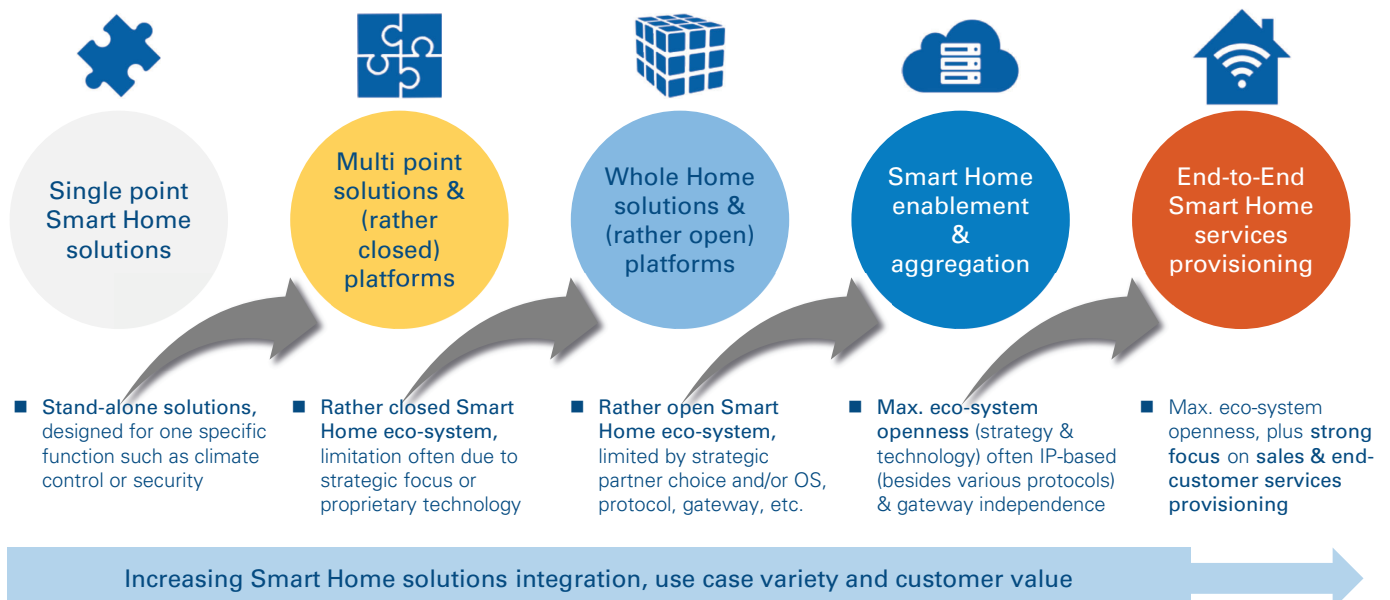 Single point
Smart Home
solutions
Multi point
solutions &
(rather
closed)
platforms
Whole Home
solutions &
(rather open)
platforms
Smart Home
enablement
&
aggregation
End-to-End
Smart Home
services
provisioning
■ Stand-alone solutions,
designed for one specific
function such as climate
control or security
■ Rather closed Smart
Home eco-system,
limitation often due to
strategic focus or
proprietary technology
■ Rather open Smart
Home eco-system,
limited by strategic
partner choice and/or OS,
protocol, gateway, etc.
■ Max. eco-system
openness (strategy &
technology) often IP-based
(besides various protocols)
& gateway independence
■ Max. eco-system
openness, plus strong
focus on sales & end-
customer services
provisioning
Increasing Smart Home solutions integration, use case variety and customer value